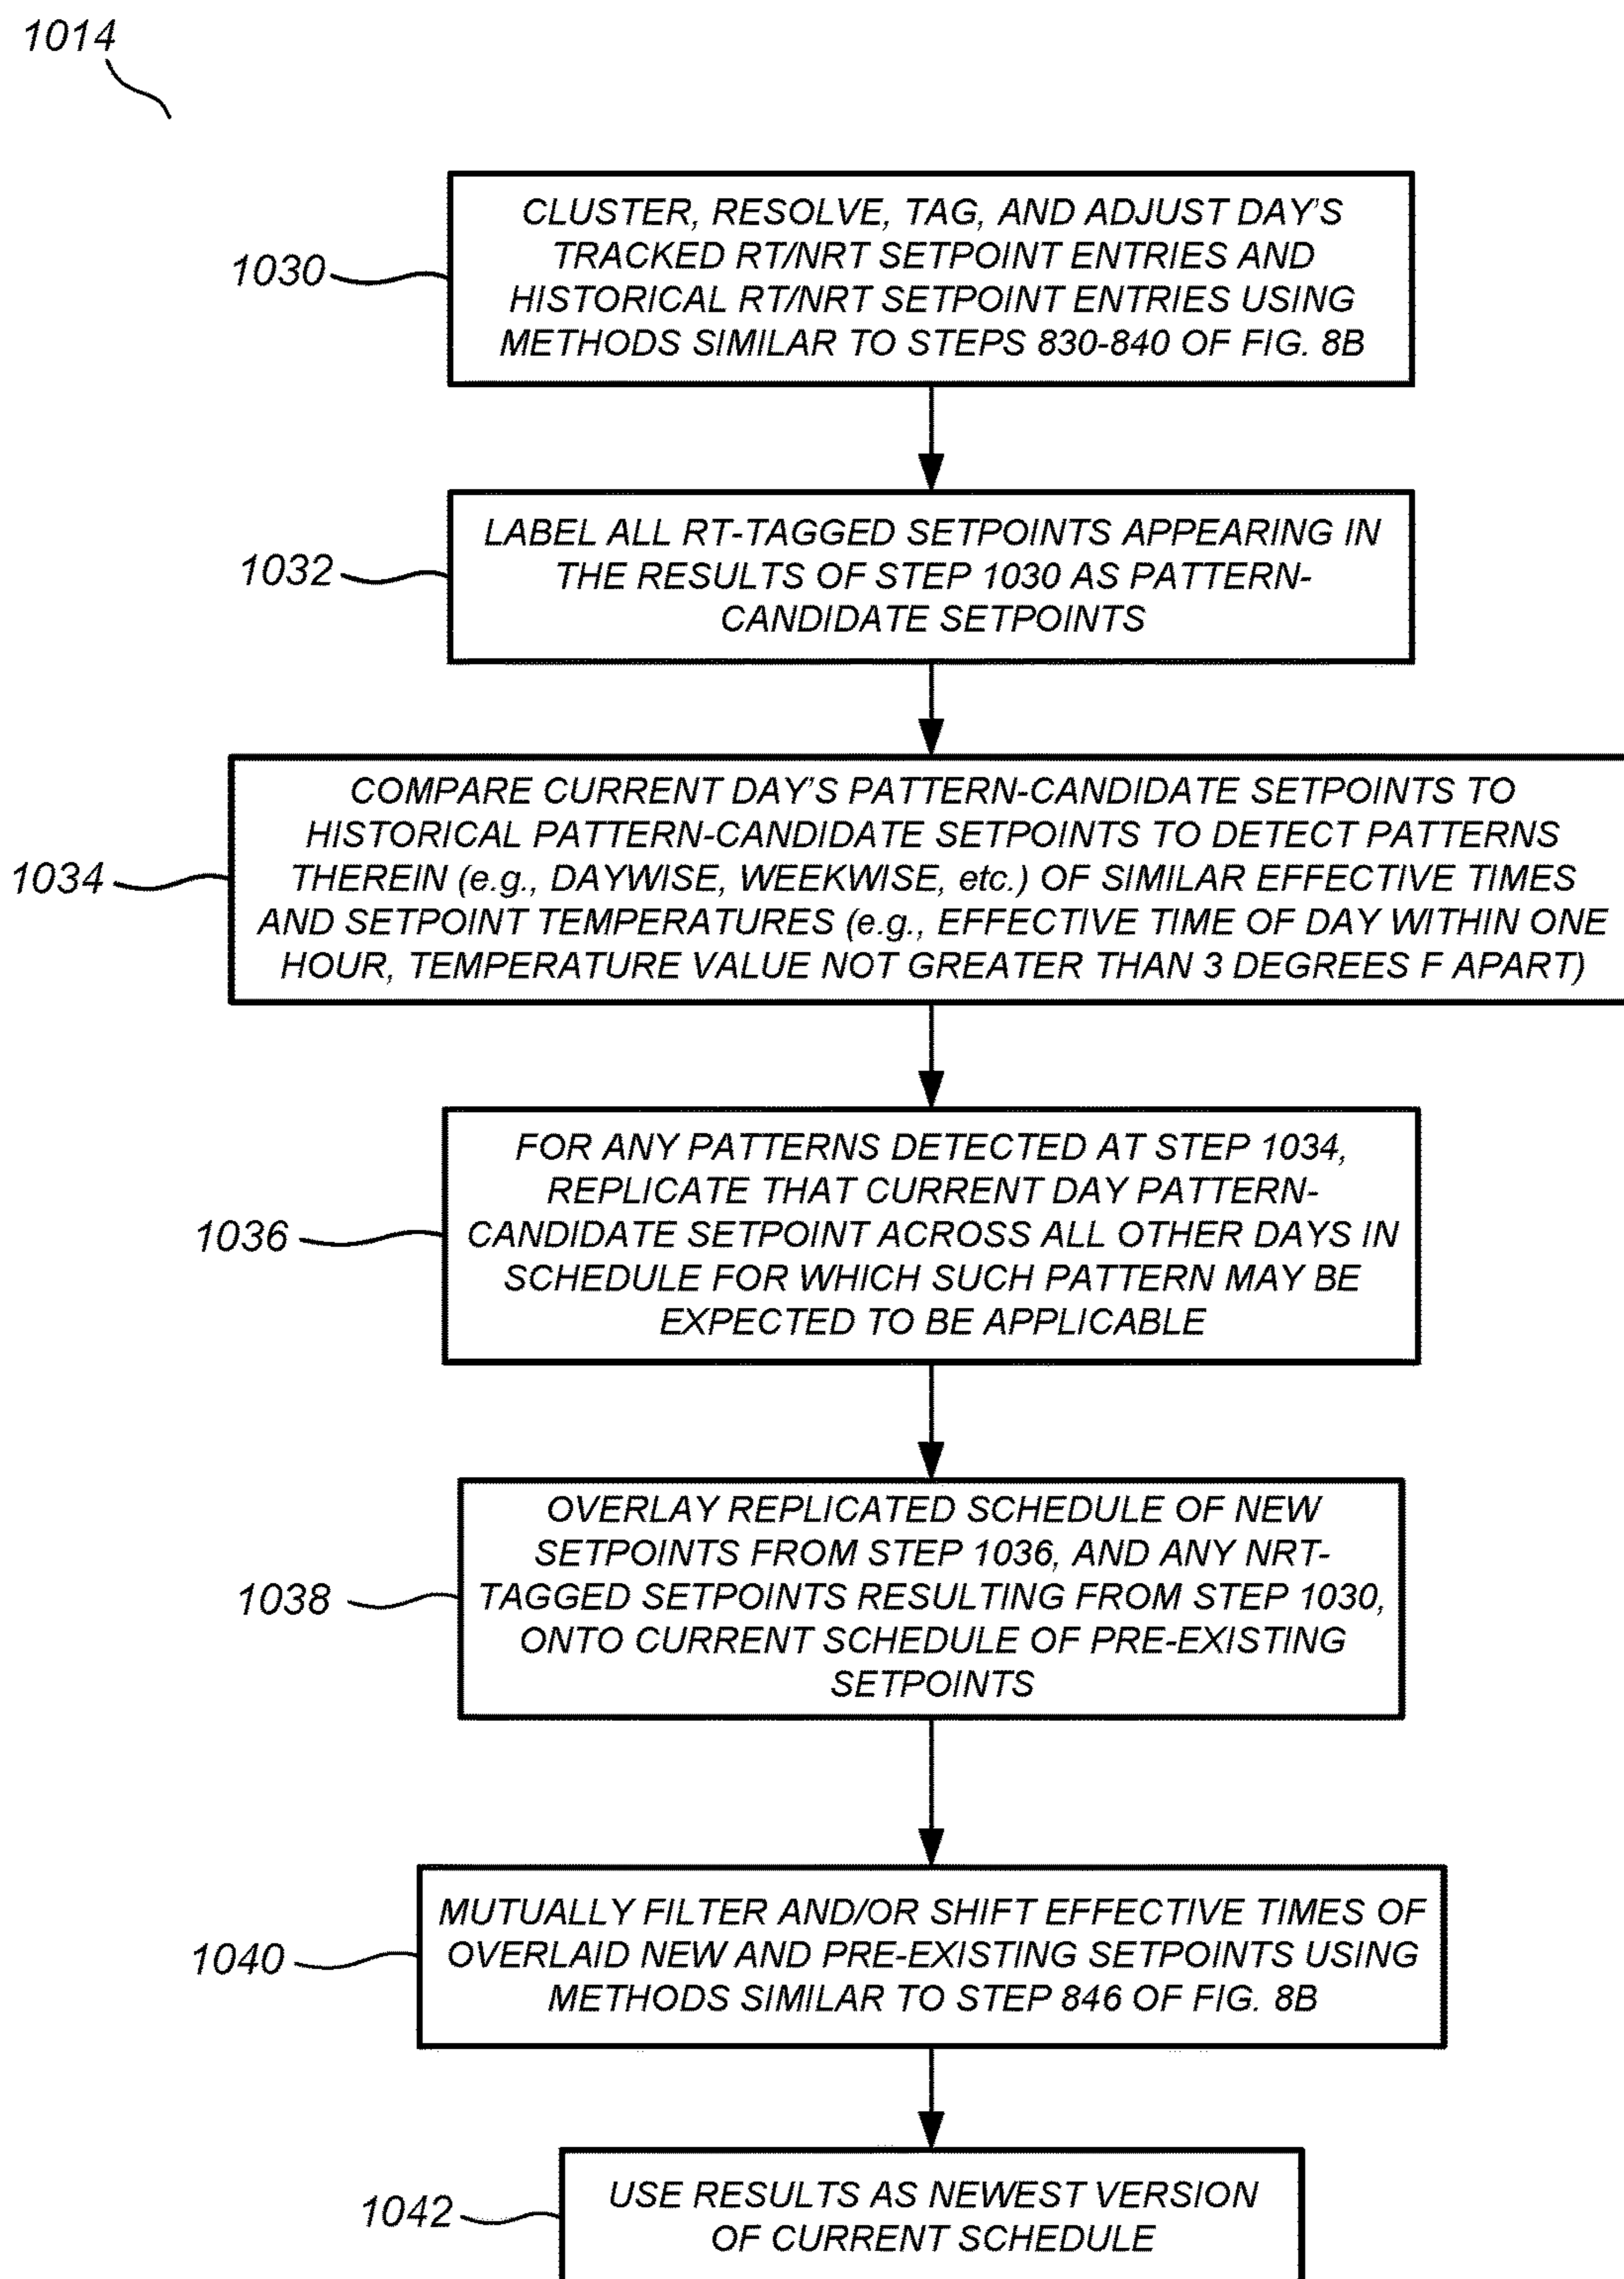 1014
1030
CLUSTER, RESOLVE, TAG, AND ADJUST DAY'S
TRACKED RT/NRT SETPOINT ENTRIES AND
HISTORICAL RT/NRT SETPOINT ENTRIES USING
METHODS SIMILAR TO STEPS 830-840 OF FIG. 8B
1032
LABEL ALL RT-TAGGED SETPOINTS APPEARING IN
THE RESULTS OF STEP 1030 AS PATTERN-
CANDIDATE SETPOINTS
1034
COMPARE CURRENT DAY'S PATTERN-CANDIDATE SETPOINTS TO
HISTORICAL PATTERN-CANDIDATE SETPOINTS TO DETECT PATTERNS
THEREIN (e.g., DAYWISE, WEEKWISE, etc.) OF SIMILAR EFFECTIVE TIMES
AND SETPOINT TEMPERATURES (e.g., EFFECTIVE TIME OF DAY WITHIN ONE
HOUR, TEMPERATURE VALUE NOT GREATER THAN 3 DEGREES F APART)
1036
FOR ANY PATTERNS DETECTED AT STEP 1034,
REPLICATE THAT CURRENT DAY PATTERN-
CANDIDATE SETPOINT ACROSS ALL OTHER DAYS IN
SCHEDULE FOR WHICH SUCH PATTERN MAY BE
EXPECTED TO BE APPLICABLE
1038
OVERLAY REPLICATED SCHEDULE OF NEW
SETPOINTS FROM STEP 1036, AND ANY NRT-
TAGGED SETPOINTS RESULTING FROM STEP 1030,
ONTO CURRENT SCHEDULE OF PRE-EXISTING
SETPOINTS
1040
MUTUALLY FILTER AND/OR SHIFT EFFECTIVE TIMES OF
OVERLAID NEW AND PRE-EXISTING SETPOINTS USING
METHODS SIMILAR TO STEP 846 OF FIG. 8B
1042
USE RESULTS AS NEWEST VERSION
OF CURRENT SCHEDULE